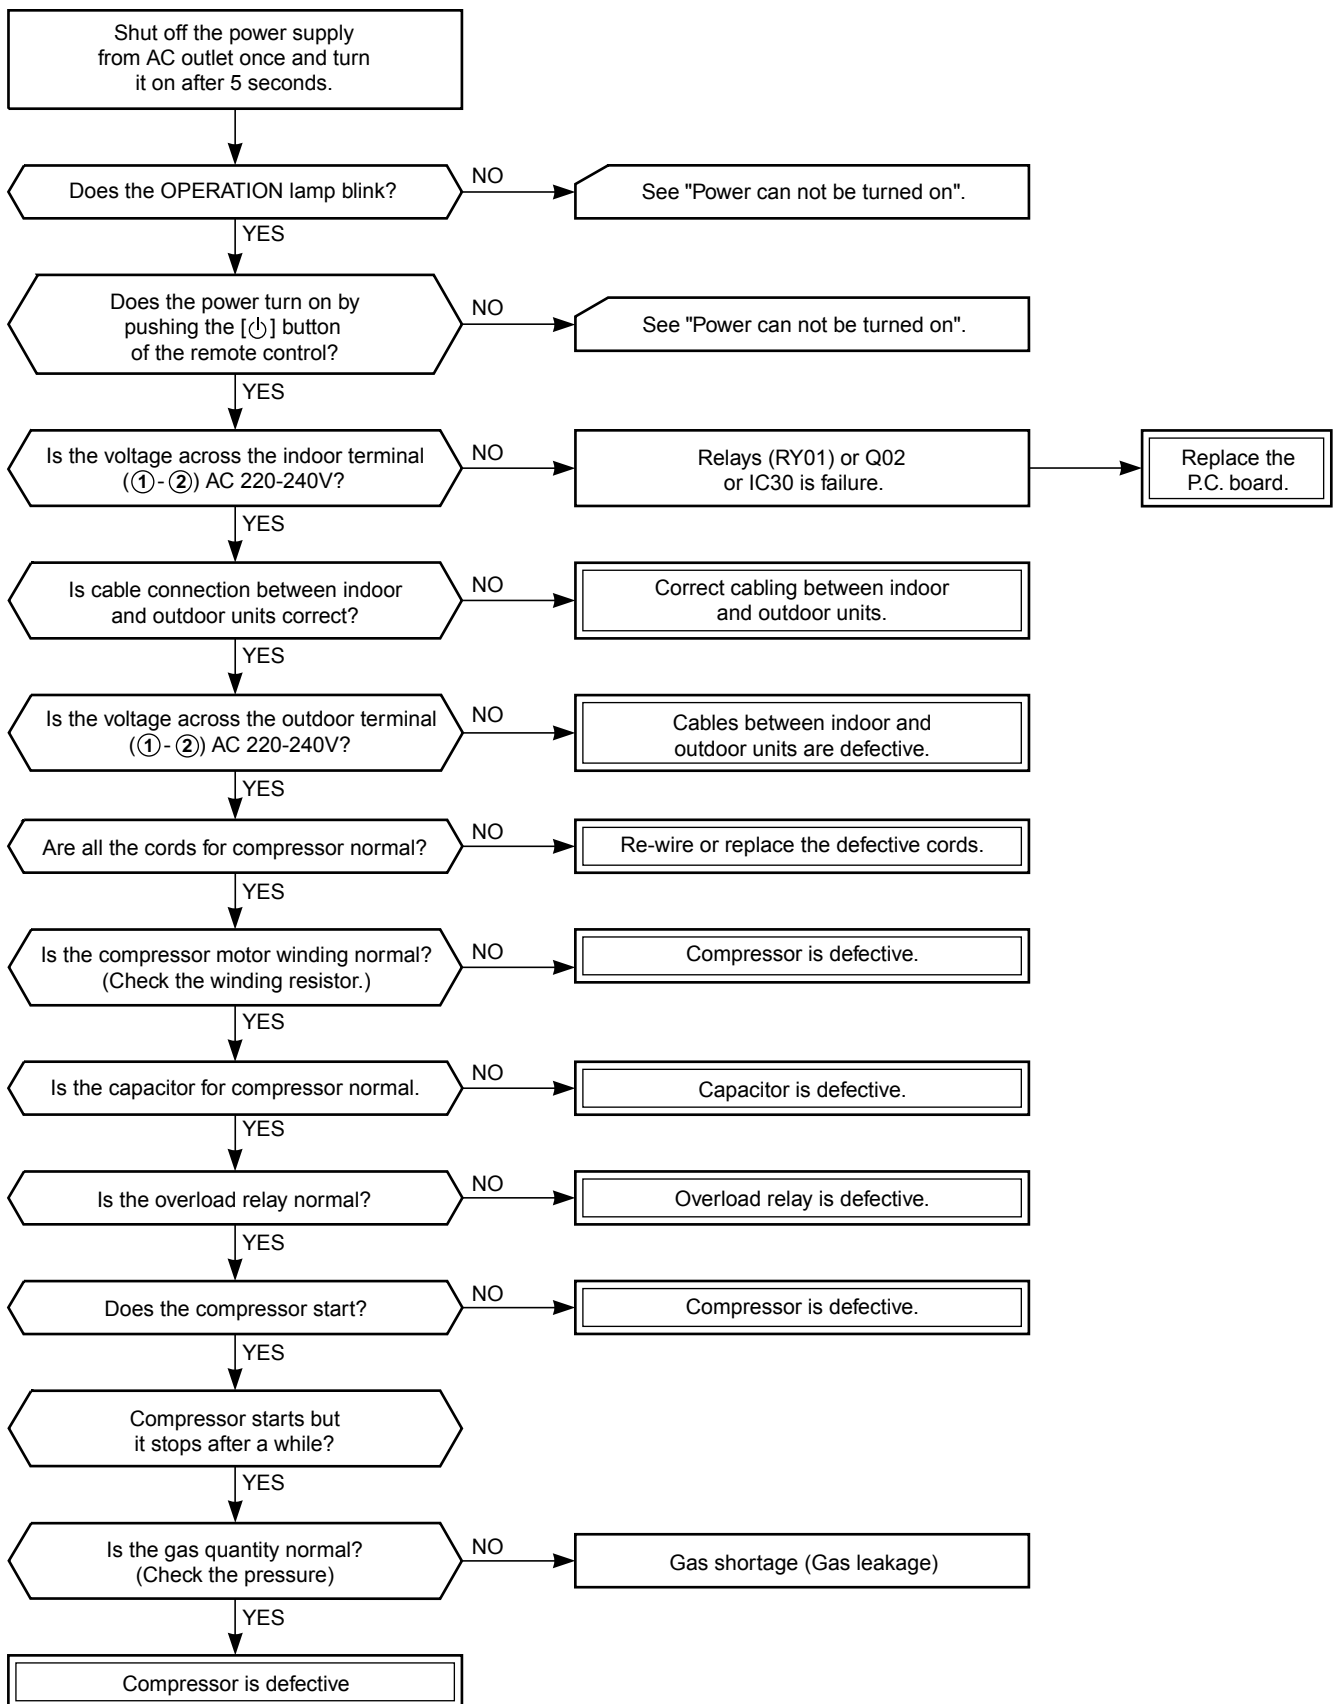 Shut off the power supply
from AC outlet once and turn
it on after 5 seconds.
Does the OPERATION lamp blink?
NO
See "Power can not be turned on".
YES
Does the power turn on by
pushing the [⏻] button
of the remote control?
NO
See "Power can not be turned on".
YES
Is the voltage across the indoor terminal
(①-②) AC 220-240V?
NO
Relays (RY01) or Q02
or IC30 is failure.
Replace the
P.C. board.
YES
Is cable connection between indoor
and outdoor units correct?
NO
Correct cabling between indoor
and outdoor units.
YES
Is the voltage across the outdoor terminal
(①-②) AC 220-240V?
NO
Cables between indoor and
outdoor units are defective.
YES
Are all the cords for compressor normal?
NO
Re-wire or replace the defective cords.
YES
Is the compressor motor winding normal?
(Check the winding resistor.)
NO
Compressor is defective.
YES
Is the capacitor for compressor normal.
NO
Capacitor is defective.
YES
Is the overload relay normal?
NO
Overload relay is defective.
YES
Does the compressor start?
NO
Compressor is defective.
YES
Compressor starts but
it stops after a while?
YES
Is the gas quantity normal?
(Check the pressure)
NO
Gas shortage (Gas leakage)
YES
Compressor is defective